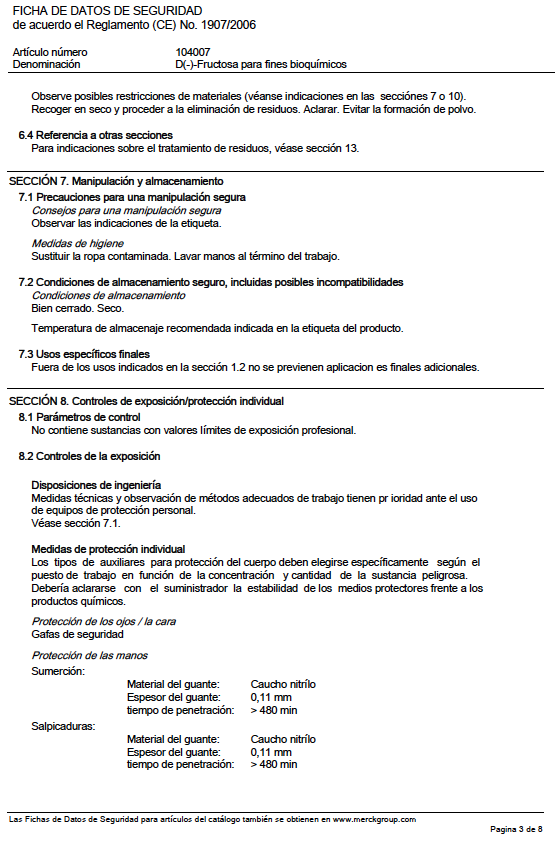 FICHA DE DATOS DE SEGURIDAD
de acuerdo el Reglamento (CE) No. 1907/2006
Artículo número 104007
Denominación D(-)-Fructosa para fines bioquímicos
Observe posibles restricciones de materiales (véanse indicaciones en las secciónes 7 o 10).
Recoger en seco y proceder a la eliminación de residuos. Aclarar. Evitar la formación de polvo.
6.4 Referencia a otras secciones
Para indicaciones sobre el tratamiento de residuos, véase sección 13.
SECCIÓN 7. Manipulación y almacenamiento
7.1 Precauciones para una manipulación segura
Consejos para una manipulación segura
Observar las indicaciones de la etiqueta.
Medidas de higiene
Sustituir la ropa contaminada. Lavar manos al término del trabajo.
7.2 Condiciones de almacenamiento seguro, incluidas posibles incompatibilidades
Condiciones de almacenamiento
Bien cerrado. Seco.
Temperatura de almacenaje recomendada indicada en la etiqueta del producto.
7.3 Usos específicos finales
Fuera de los usos indicados en la sección 1.2 no se previenen aplicacion es finales adicionales.
SECCIÓN 8. Controles de exposición/protección individual
8.1 Parámetros de control
No contiene sustancias con valores límites de exposición profesional.
8.2 Controles de la exposición
Disposiciones de ingeniería
Medidas técnicas y observación de métodos adecuados de trabajo tienen pr ioridad ante el uso
de equipos de protección personal.
Véase sección 7.1.
Medidas de protección individual
Los tipos de auxiliares para protección del cuerpo deben elegirse específicamente según el
puesto de trabajo en función de la concentración y cantidad de la sustancia peligrosa.
Debería aclararse con el suministrador la estabilidad de los medios protectores frente a los
productos químicos.
Protección de los ojos / la cara
Gafas de seguridad
Protección de las manos
Sumerción:
Material del guante: Caucho nitrílo
Espesor del guante: 0,11 mm
tiempo de penetración: > 480 min
Salpicaduras:
Material del guante: Caucho nitrílo
Espesor del guante: 0,11 mm
tiempo de penetración: > 480 min
Las Fichas de Datos de Seguridad para artículos del catálogo también se obtienen en www.merckgroup.com
Pagina 3 de 8